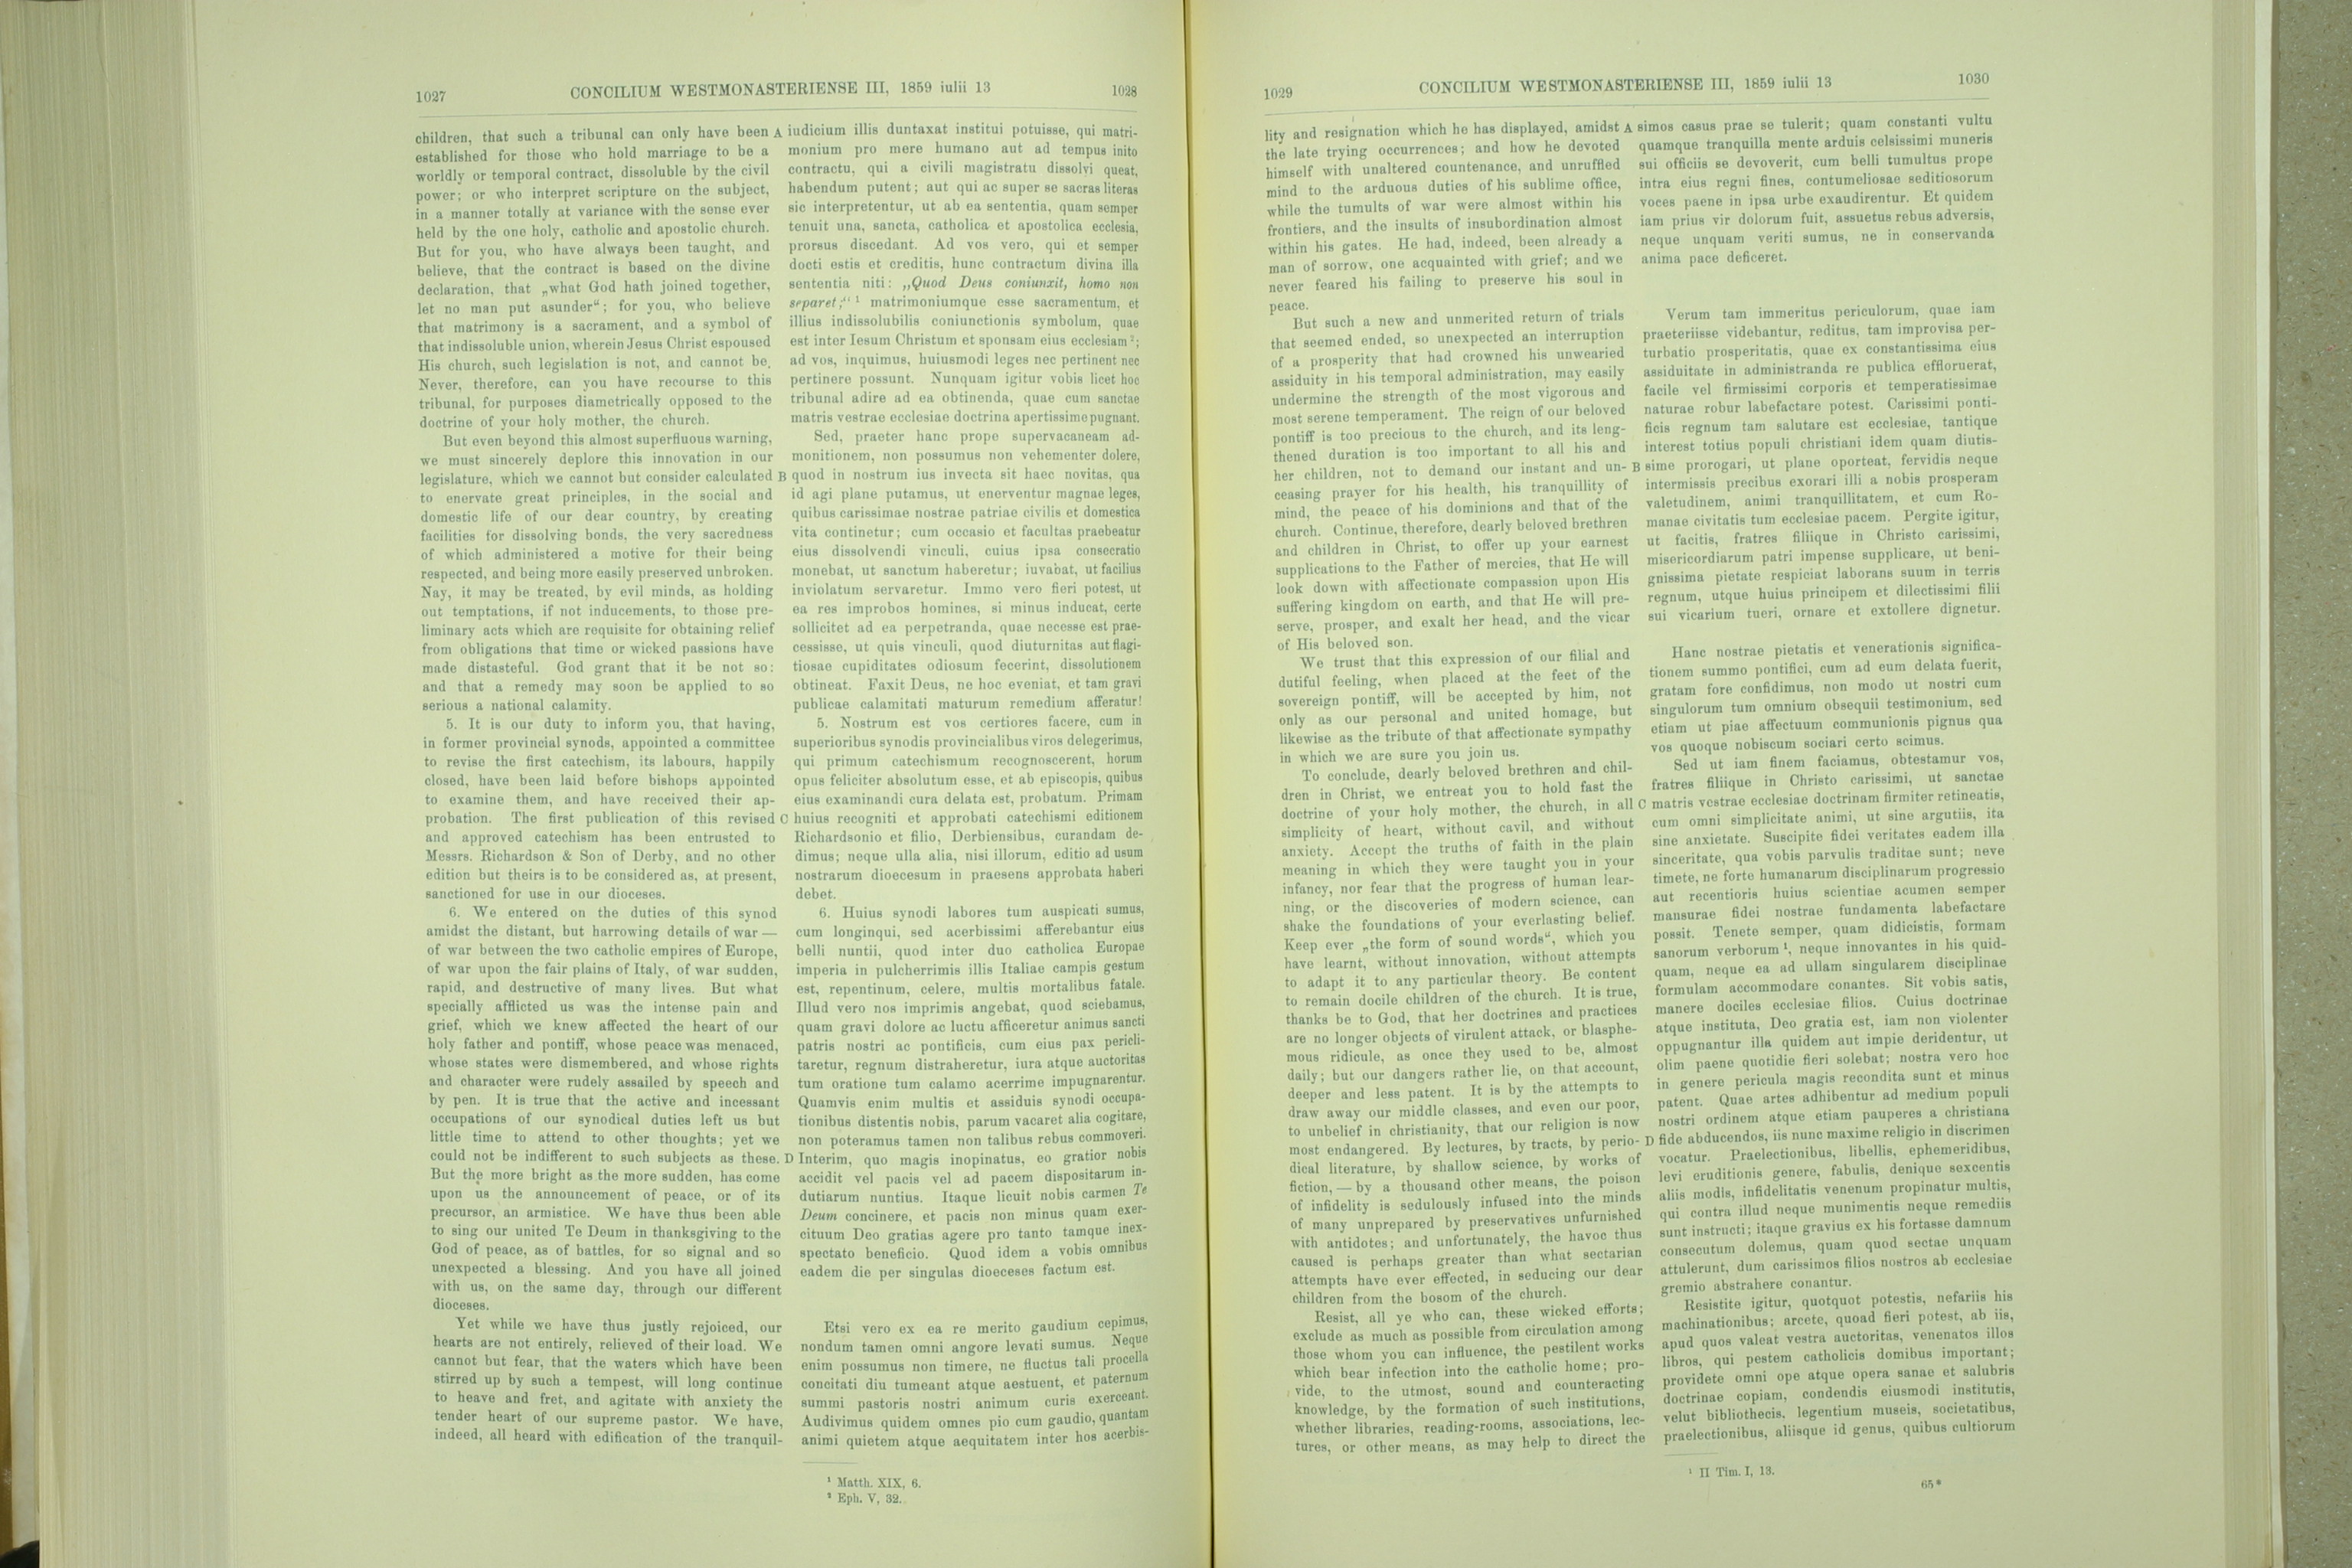 1027
CONCILIUM WESTMONASTERIENSE III, 1859 iulii 13
1028
children, that such a tribunal can only have been
established for those who hold marriage to be a
worldly or temporal contract, dissoluble by the civil
power; or who interpret scripture on the subject,
in a manner totally at variance with the sense ever
held by the one holy, catholic and apostolic church.
But for you, who have always been taught, and
believe, that the contract is based on the divine
declaration, that „what God hath joined together,
let no man put asunder“; for you, who believe
that matrimony is a sacrament, and a symbol of
that indissoluble union, wherein Jesus Christ espoused
His church, such legislation is not, and cannot be.
Never, therefore, can you have recourse to this
tribunal, for purposes diametrically opposed to the
doctrine of your holy mother, the church.
But even beyond this almost superfluous warning,
we must sincerely deplore this innovation in our
legislature, which we cannot but consider calculated
to enervate great principles, in the social and
domestic life of our dear country, by creating
facilities for dissolving bonds, the very sacredness
of which administered a motive for their being
respected, and being more easily preserved unbroken.
Nay, it may be treated, by evil minds, as holding
out temptations, if not inducements, to those pre-
liminary acts which are requisite for obtaining relief
from obligations that time or wicked passions have
made distasteful. God grant that it be not so:
and that a remedy may soon be applied to so
serious a national calamity.
5. It is our duty to inform you, that having,
in former provincial synods, appointed a committee
to revise the first catechism, its labours, happily
closed, have been laid before bishops appointed
to examine them, and have received their ap-
probation. The first publication of this revised
and approved catechism has been entrusted to
Messrs. Richardson & Son of Derby, and no other
edition but theirs is to be considered as, at present,
sanctioned for use in our dioceses.
6. We entered on the duties of this synod
amidst the distant, but harrowing details of war —
of war between the two catholic empires of Europe,
of war upon the fair plains of Italy, of war sudden,
rapid, and destructive of many lives. But what
specially afflicted us was the intense pain and
grief, which we knew affected the heart of our
holy father and pontiff, whose peace was menaced,
whose states were dismembered, and whose rights
and character were rudely assailed by speech and
by pen. It is true that the active and incessant
occupations of our synodical duties left us but
little time to attend to other thoughts; yet we
could not be indifferent to such subjects as these.
But the more bright as the more sudden, has come
upon us the announcement of peace, or of its
precursor, an armistice. We have thus been able
to sing our united Te Deum in thanksgiving to the
God of peace, as of battles, for so signal and so
unexpected a blessing. And you have all joined
with us, on the same day, through our different
dioceses.
Yet while we have thus justly rejoiced, our
hearts are not entirely, relieved of their load. We
cannot but fear, that the waters which have been
stirred up by such a tempest, will long continue
to heave and fret, and agitate with anxiety the
tender heart of our supreme pastor. We have,
indeed, all heard with edification of the tranquil-
A
B
C
D
iudicium illis duntaxat institui potuisse, qui matri-
monium pro mere humano aut ad tempus inito
contractu, qui a civili magistratu dissolvi queat,
habendum putent; aut qui ac super se sacras literas
sic interpretentur, ut ab ea sententia, quam semper
tenuit una, sancta, catholica et apostolica ecclesia,
prorsus discedant. Ad vos vero, qui et semper
docti estis et creditis, hunc contractum divina illa
sententia niti: „Quod Deus coniunxit, homo non
separet;“ ¹ matrimoniumque esse sacramentum, et
illius indissolubilis coniunctionis symbolum, quae
est inter Iesum Christum et sponsam eius ecclesiam ²;
ad vos, inquimus, huiusmodi leges nec pertinent nec
pertinere possunt. Nunquam igitur vobis licet hoc
tribunal adire ad ea obtinenda, quae cum sanctae
matris vestrae ecclesiae doctrina apertissime pugnant.
Sed, praeter hanc prope supervacaneam ad-
monitionem, non possumus non vehementer dolere,
quod in nostrum ius invecta sit haec novitas, qua
id agi plane putamus, ut enerventur magnae leges,
quibus carissimae nostrae patriae civilis et domestica
vita continetur; cum occasio et facultas praebeatur
eius dissolvendi vinculi, cuius ipsa consecratio
monebat, ut sanctum haberetur; iuvabat, ut facilius
inviolatum servaretur. Immo vero fieri potest, ut
ea res improbos homines, si minus inducat, certe
sollicitet ad ea perpetranda, quae necesse est prae-
cessisse, ut quis vinculi, quod diuturnitas aut flagi-
tiosae cupiditates odiosum fecerint, dissolutionem
obtineat. Faxit Deus, ne hoc eveniat, et tam gravi
publicae calamitati maturum remedium afferatur!
5. Nostrum est vos certiores facere, cum in
superioribus synodis provincialibus viros delegerimus,
qui primum catechismum recognoscerent, horum
opus feliciter absolutum esse, et ab episcopis, quibus
eius examinandi cura delata est, probatum. Primam
huius recogniti et approbati catechismi editionem
Richardsonio et filio, Derbiensibus, curandam de-
dimus; neque ulla alia, nisi illorum, editio ad usum
nostrarum dioecesum in praesens approbata haberi
debet.
6. Huius synodi labores tum auspicati sumus,
cum longinqui, sed acerbissimi afferebantur eius
belli nuntii, quod inter duo catholica Europae
imperia in pulcherrimis illis Italiae campis gestum
est, repentinum, celere, multis mortalibus fatale.
Illud vero nos imprimis angebat, quod sciebamus,
quam gravi dolore ac luctu afficeretur animus sancti
patris nostri ac pontificis, cum eius pax pericli-
taretur, regnum distraheretur, iura atque auctoritas
tum oratione tum calamo acerrime impugnarentur.
Quamvis enim multis et assiduis synodi occupa-
tionibus distentis nobis, parum vacaret alia cogitare,
non poteramus tamen non talibus rebus commoveri.
Interim, quo magis inopinatus, eo gratior nobis
accidit vel pacis vel ad pacem dispositarum in-
dutiarum nuntius. Itaque licuit nobis carmen Te
Deum concinere, et pacis non minus quam exer-
cituum Deo gratias agere pro tanto tamque inex-
spectato beneficio. Quod idem a vobis omnibus
eadem die per singulas dioeceses factum est.
Etsi vero ex ea re merito gaudium cepimus,
nondum tamen omni angore levati sumus. Neque
enim possumus non timere, ne fluctus tali procella
concitati diu tumeant atque aestuent, et paternum
summi pastoris nostri animum curis exerceant.
Audivimus quidem omnes pio cum gaudio, quantam
animi quietem atque aequitatem inter hos acerbis-
¹ Matth. XIX, 6.
² Eph. V, 32.
1029
CONCILIUM WESTMONASTERIENSE III, 1859 iulii 13
1030
lity and resignation which he has displayed, amidst
the late trying occurrences; and how he devoted
himself with unaltered countenance, and unruffled
mind to the arduous duties of his sublime office,
while the tumults of war were almost within his
frontiers, and the insults of insubordination almost
within his gates. He had, indeed, been already a
man of sorrow, one acquainted with grief; and we
never feared his failing to preserve his soul in
peace.
But such a new and unmerited return of trials
that seemed ended, so unexpected an interruption
of a prosperity that had crowned his unwearied
assiduity in his temporal administration, may easily
undermine the strength of the most vigorous and
most serene temperament. The reign of our beloved
pontiff is too precious to the church, and its leng-
thened duration is too important to all his and
her children, not to demand our instant and un-
ceasing prayer for his health, his tranquillity of
mind, the peace of his dominions and that of the
church. Continue, therefore, dearly beloved brethren
and children in Christ, to offer up your earnest
supplications to the Father of mercies, that He will
look down with affectionate compassion upon His
suffering kingdom on earth, and that He will pre-
serve, prosper, and exalt her head, and the vicar
of His beloved son.
We trust that this expression of our filial and
dutiful feeling, when placed at the feet of the
sovereign pontiff, will be accepted by him, not
only as our personal and united homage, but
likewise as the tribute of that affectionate sympathy
in which we are sure you join us.
To conclude, dearly beloved brethren and chil-
dren in Christ, we entreat you to hold fast the
doctrine of your holy mother, the church, in all
simplicity of heart, without cavil, and without
anxiety. Accept the truths of faith in the plain
meaning in which they were taught you in your
infancy, nor fear that the progress of human lear-
ning, or the discoveries of modern science, can
shake the foundations of your everlasting belief.
Keep ever „the form of sound words“, which you
have learnt, without innovation, without attempts
to adapt it to any particular theory. Be content
to remain docile children of the church. It is true,
thanks be to God, that her doctrines and practices
are no longer objects of virulent attack, or blasphe-
mous ridicule, as once they used to be, almost
daily; but our dangers rather lie, on that account,
deeper and less patent. It is by the attempts to
draw away our middle classes, and even our poor,
to unbelief in christianity, that our religion is now
most endangered. By lectures, by tracts, by perio-
dical literature, by shallow science, by works of
fiction, — by a thousand other means, the poison
of infidelity is sedulously infused into the minds
of many unprepared by preservatives unfurnished
with antidotes; and unfortunately, the havoc thus
caused is perhaps greater than what sectarian
attempts have ever effected, in seducing our dear
children from the bosom of the church.
Resist, all ye who can, these wicked efforts;
exclude as much as possible from circulation among
those whom you can influence, the pestilent works
which bear infection into the catholic home; pro-
vide, to the utmost, sound and counteracting
knowledge, by the formation of such institutions,
whether libraries, reading-rooms, associations, lec-
tures, or other means, as may help to direct the
A
B
C
D
simos casus prae se tulerit; quam constanti vultu
quamque tranquilla mente arduis celsissimi muneris
sui officiis se devoverit, cum belli tumultus prope
intra eius regni fines, contumeliosae seditiosorum
voces paene in ipsa urbe exaudirentur. Et quidem
iam prius vir dolorum fuit, assuetus rebus adversis,
neque unquam veriti sumus, ne in conservanda
anima pace deficeret.
Verum tam immeritus periculorum, quae iam
praeteriisse videbantur, reditus, tam improvisa per-
turbatio prosperitatis, quae ex constantissima eius
assiduitate in administranda re publica effloruerat,
facile vel firmissimi corporis et temperatissimae
naturae robur labefactare potest. Carissimi ponti-
ficis regnum tam salutare est ecclesiae, tantique
interest totius populi christiani idem quam diutis-
sime prorogari, ut plane oporteat, fervidis neque
intermissis precibus exorari illi a nobis prosperam
valetudinem, animi tranquillitatem, et cum Ro-
manae civitatis tum ecclesiae pacem. Pergite igitur,
ut facitis, fratres filiique in Christo carissimi,
misericordiarum patri impense supplicare, ut beni-
gnissima pietate respiciat laborans suum in terris
regnum, utque huius principem et dilectissimi filii
sui vicarium tueri, ornare et extollere dignetur.
Hanc nostrae pietatis et venerationis significa-
tionem summo pontifici, cum ad eum delata fuerit,
gratam fore confidimus, non modo ut nostri cum
singulorum tum omnium obsequii testimonium, sed
etiam ut piae affectuum communionis pignus qua
vos quoque nobiscum sociari certo scimus.
Sed ut iam finem faciamus, obtestamur vos,
fratres filiique in Christo carissimi, ut sanctae
matris vestrae ecclesiae doctrinam firmiter retineatis,
cum omni simplicitate animi, ut sine argutiis, ita
sine anxietate. Suscipite fidei veritates eadem illa
sinceritate, qua vobis parvulis traditae sunt; neve
timete, ne forte humanarum disciplinarum progressio
aut recentioris huius scientiae acumen semper
mansurae fidei nostrae fundamenta labefactare
possit. Tenete semper, quam didicistis, formam
sanorum verborum ¹, neque innovantes in his quid-
quam, neque ea ad ullam singularem disciplinae
formulam accommodare conantes. Sit vobis satis,
manere dociles ecclesiae filios. Cuius doctrinae
atque instituta, Deo gratia est, iam non violenter
oppugnantur illa quidem aut impie deridentur, ut
olim paene quotidie fieri solebat; nostra vero hoc
in genere pericula magis recondita sunt et minus
patent. Quae artes adhibentur ad medium populi
nostri ordinem atque etiam pauperes a christiana
fide abducendos, iis nunc maxime religio in discrimen
vocatur. Praelectionibus, libellis, ephemeridibus,
levi eruditionis genere, fabulis, denique sexcentis
aliis modis, infidelitatis venenum propinatur multis,
qui contra illud neque munimentis neque remediis
sunt instructi; itaque gravius ex his fortasse damnum
consecutum dolemus, quam quod sectae unquam
attulerunt, dum carissimos filios nostros ab ecclesiae
gremio abstrahere conantur.
Resistite igitur, quotquot potestis, nefariis his
machinationibus; arcete, quoad fieri potest, ab iis,
apud quos valeat vestra auctoritas, venenatos illos
libros, qui pestem catholicis domibus important;
providete omni ope atque opera sanae et salubris
doctrinae copiam, condendis eiusmodi institutis,
velut bibliothecis, legentium museis, societatibus,
praelectionibus, aliisque id genus, quibus cultiorum
¹ II Tim. I, 13.
65*